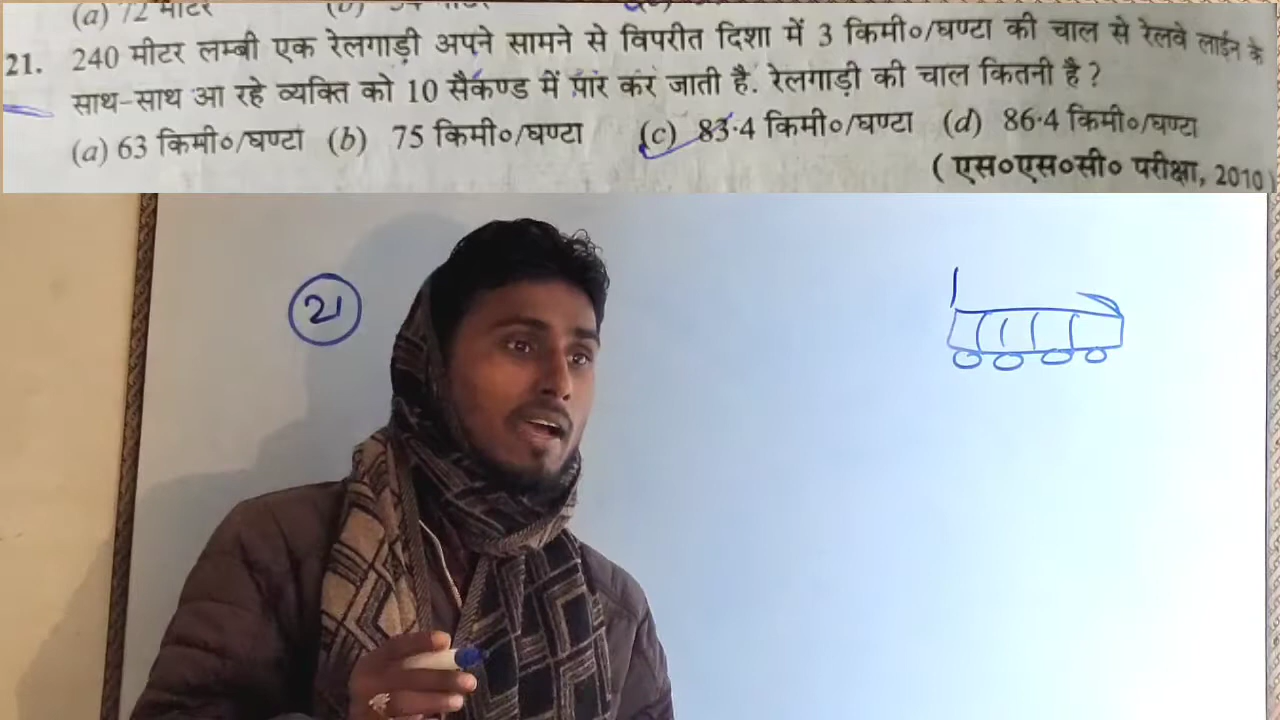 (a) 72 मीटर
21. 240 मीटर लम्बी एक रेलगाड़ी अपने सामने से विपरीत दिशा में 3 किमी०/घण्टा की चाल से रेलवे लाईन के
साथ-साथ आ रहे व्यक्ति को 10 सैकण्ड में पार कर जाती है. रेलगाड़ी की चाल कितनी है ?
(a) 63 किमी०/घण्टा (b) 75 किमी०/घण्टा (c) 83·4 किमी०/घण्टा (d) 86·4 किमी०/घण्टा
( एस०एस०सी० परीक्षा, 2010)
21